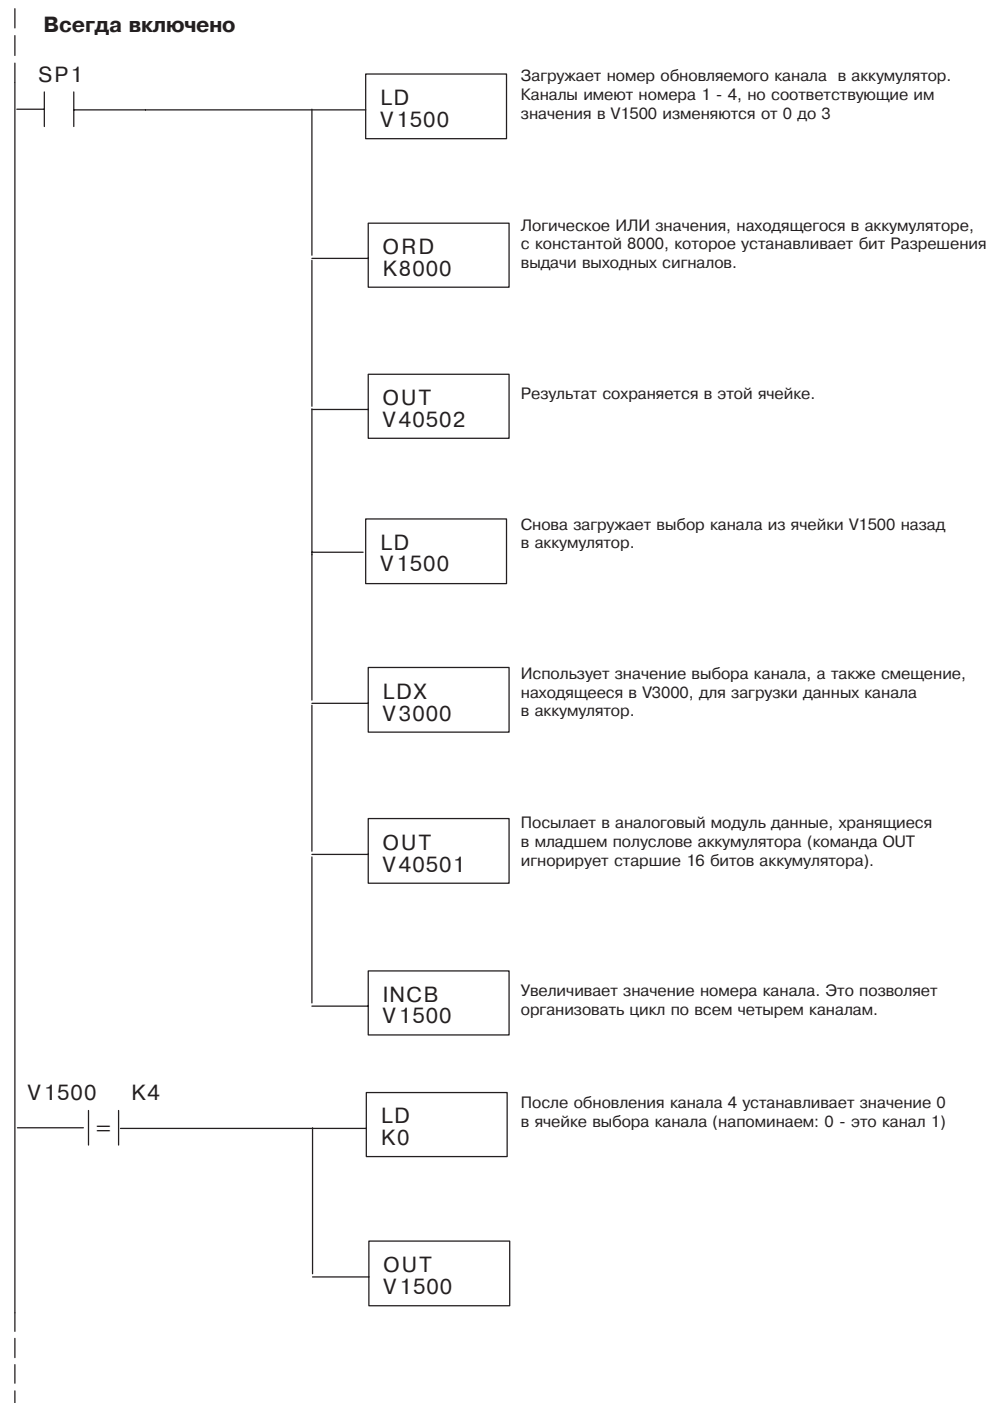 Всегда включено
SP1
LD
V1500
Загружает номер обновляемого канала в аккумулятор.
Каналы имеют номера 1 - 4, но соответствующие им
значения в V1500 изменяются от 0 до 3
ORD
K8000
Логическое ИЛИ значения, находящегося в аккумуляторе,
с константой 8000, которое устанавливает бит Разрешения
выдачи выходных сигналов.
OUT
V40502
Результат сохраняется в этой ячейке.
LD
V1500
Снова загружает выбор канала из ячейки V1500 назад
в аккумулятор.
LDX
V3000
Использует значение выбора канала, а также смещение,
находящееся в V3000, для загрузки данных канала
в аккумулятор.
OUT
V40501
Посылает в аналоговый модуль данные, хранящиеся
в младшем полуслове аккумулятора (команда OUT
игнорирует старшие 16 битов аккумулятора).
INCB
V1500
Увеличивает значение номера канала. Это позволяет
организовать цикл по всем четырем каналам.
V1500 K4
=
LD
K0
После обновления канала 4 устанавливает значение 0
в ячейке выбора канала (напоминаем: 0 - это канал 1)
OUT
V1500